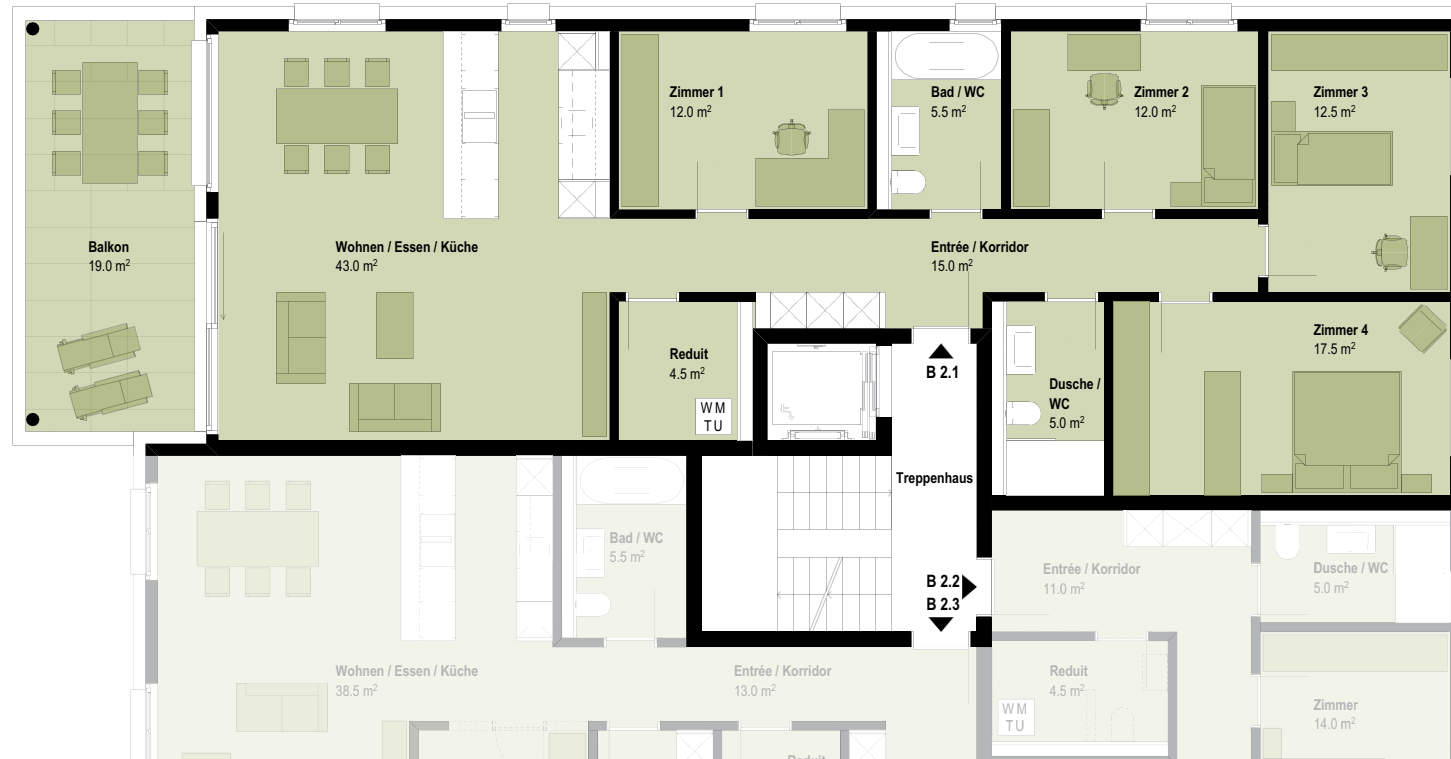 Zimmer 1
12.0 m²
Bad / WC
5.5 m²
Zimmer 2
12.0 m²
Zimmer 3
12.5 m²
Balkon
19.0 m²
Wohnen / Essen / Küche
43.0 m²
Entrée / Korridor
15.0 m²
Reduit
4.5 m²
W M
T U
B 2.1
Dusche /
WC
5.0 m²
Zimmer 4
17.5 m²
Treppenhaus
Bad / WC
5.5 m²
B 2.2
B 2.3
Entrée / Korridor
11.0 m²
Dusche / WC
5.0 m²
Wohnen / Essen / Küche
38.5 m²
Entrée / Korridor
13.0 m²
Reduit
4.5 m²
W M
T U
Zimmer
14.0 m²
Reduit